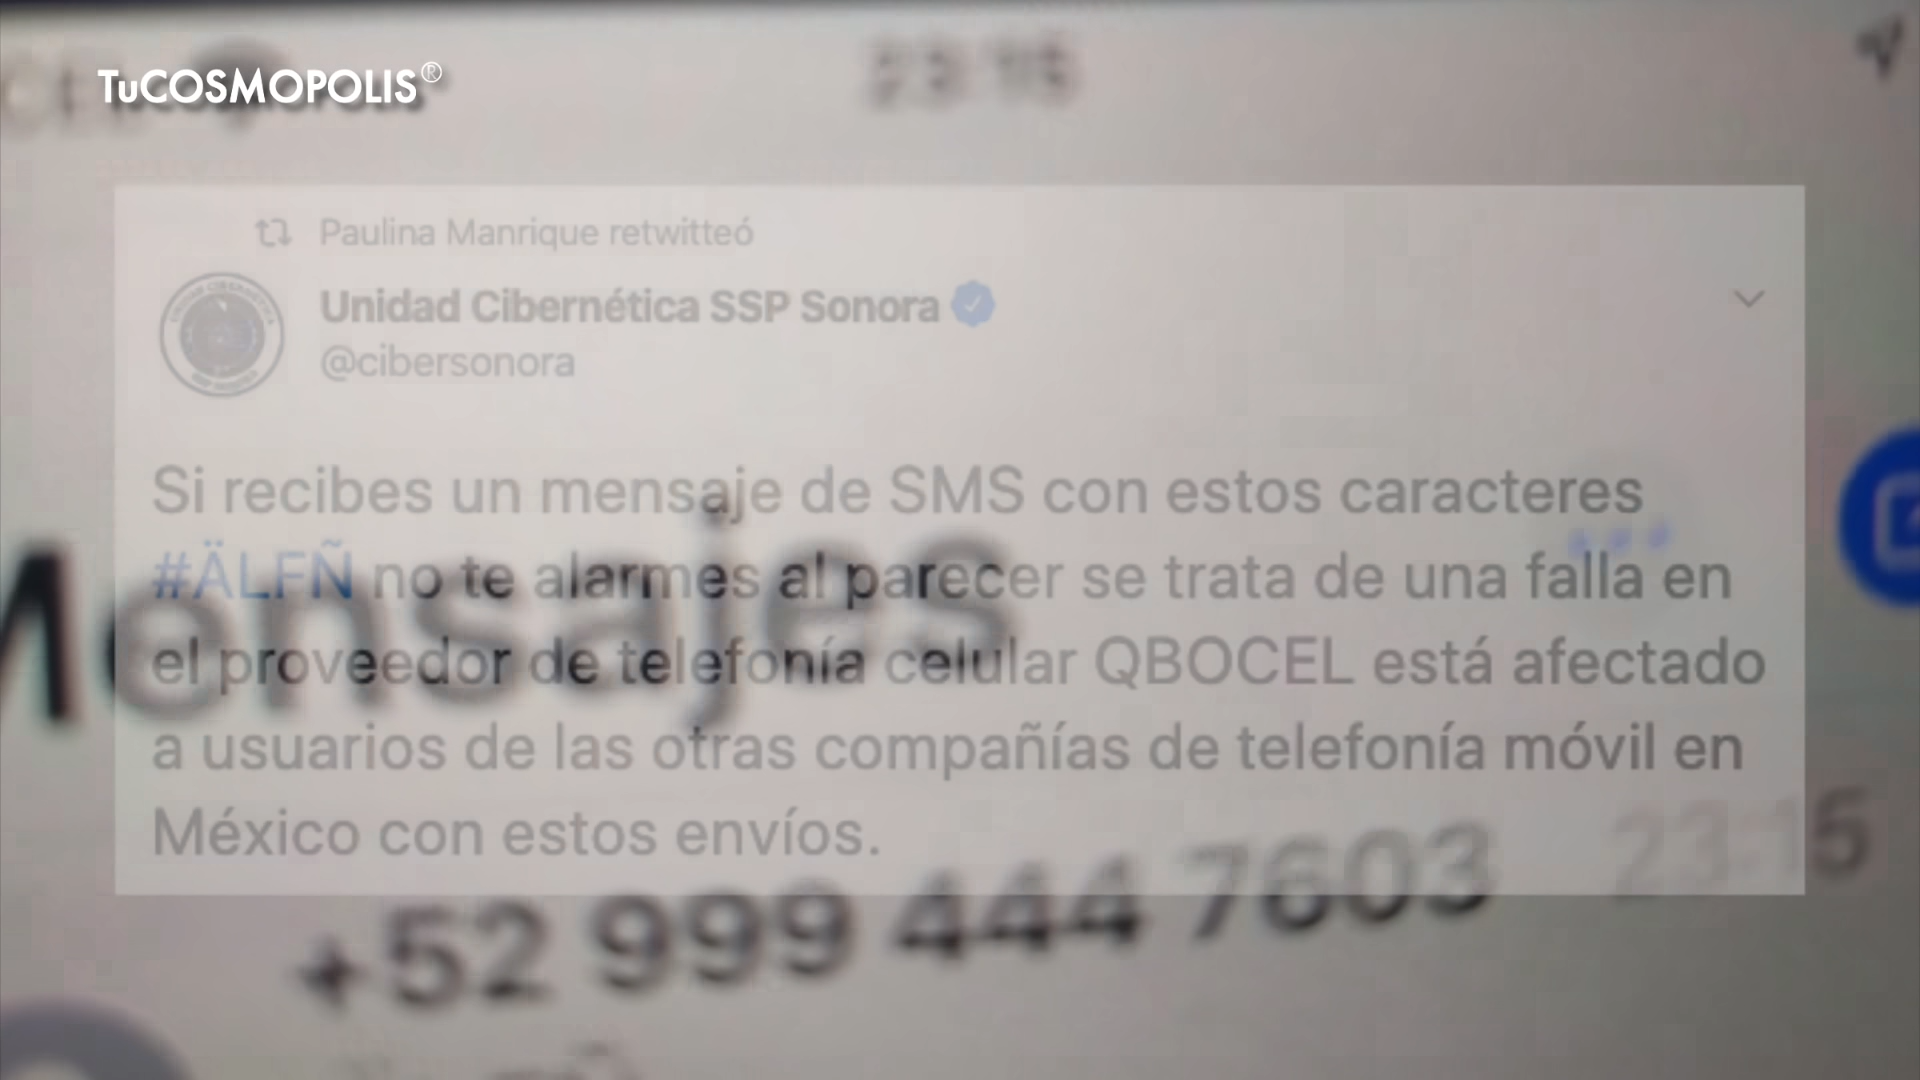 TuCOSMOPOLIS®
23:15
Paulina Manrique retwitteó
Unidad Cibernética SSP Sonora
@cibersonora
Si recibes un mensaje de SMS con estos caracteres
#ÄLFÑ no te alarmes al parecer se trata de una falla en
el proveedor de telefonía celular QBOCEL está afectado
a usuarios de las otras compañías de telefonía móvil en
México con estos envíos.
Mensajes
+52 999 444 7603 23:15